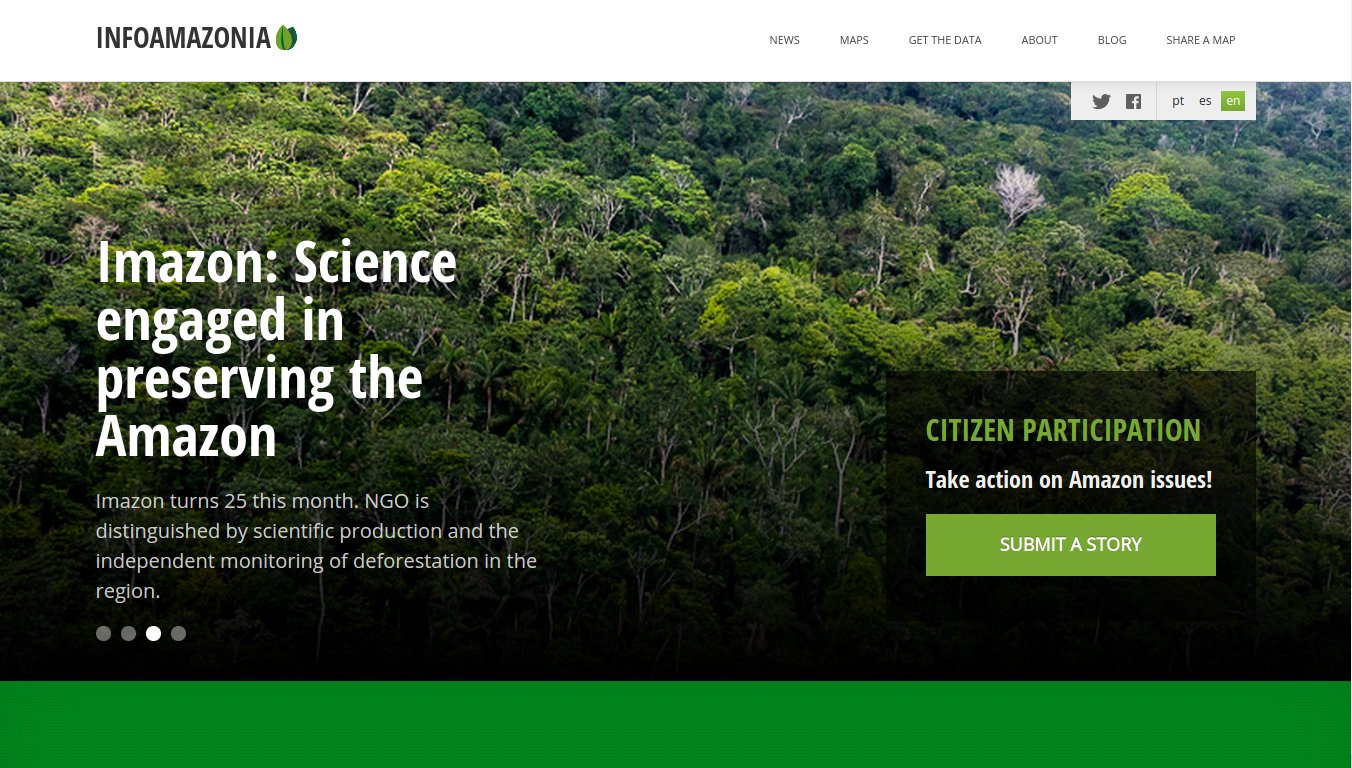 INFOAMAZONIA
NEWS MAPS GET THE DATA ABOUT BLOG SHARE A MAP
pt es en
Imazon: Science
engaged in
preserving the
Amazon
Imazon turns 25 this month. NGO is
distinguished by scientific production and the
independent monitoring of deforestation in the
region.
CITIZEN PARTICIPATION
Take action on Amazon issues!
SUBMIT A STORY